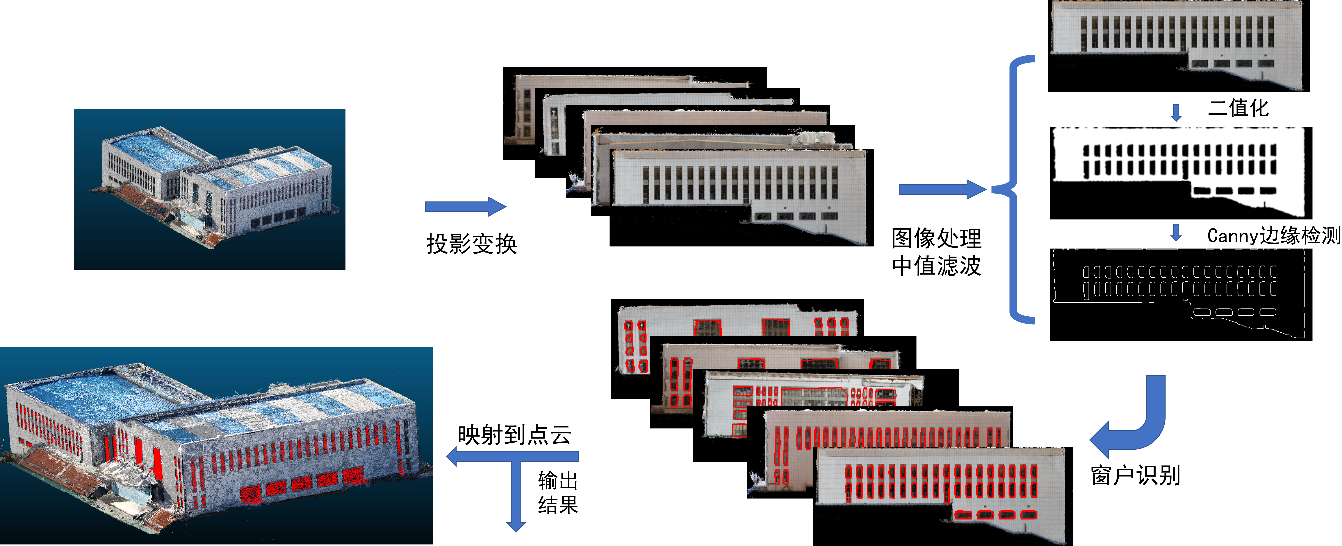 投影变换
图像处理
中值滤波
二值化
Canny边缘检测
窗户识别
映射到点云
输出
结果